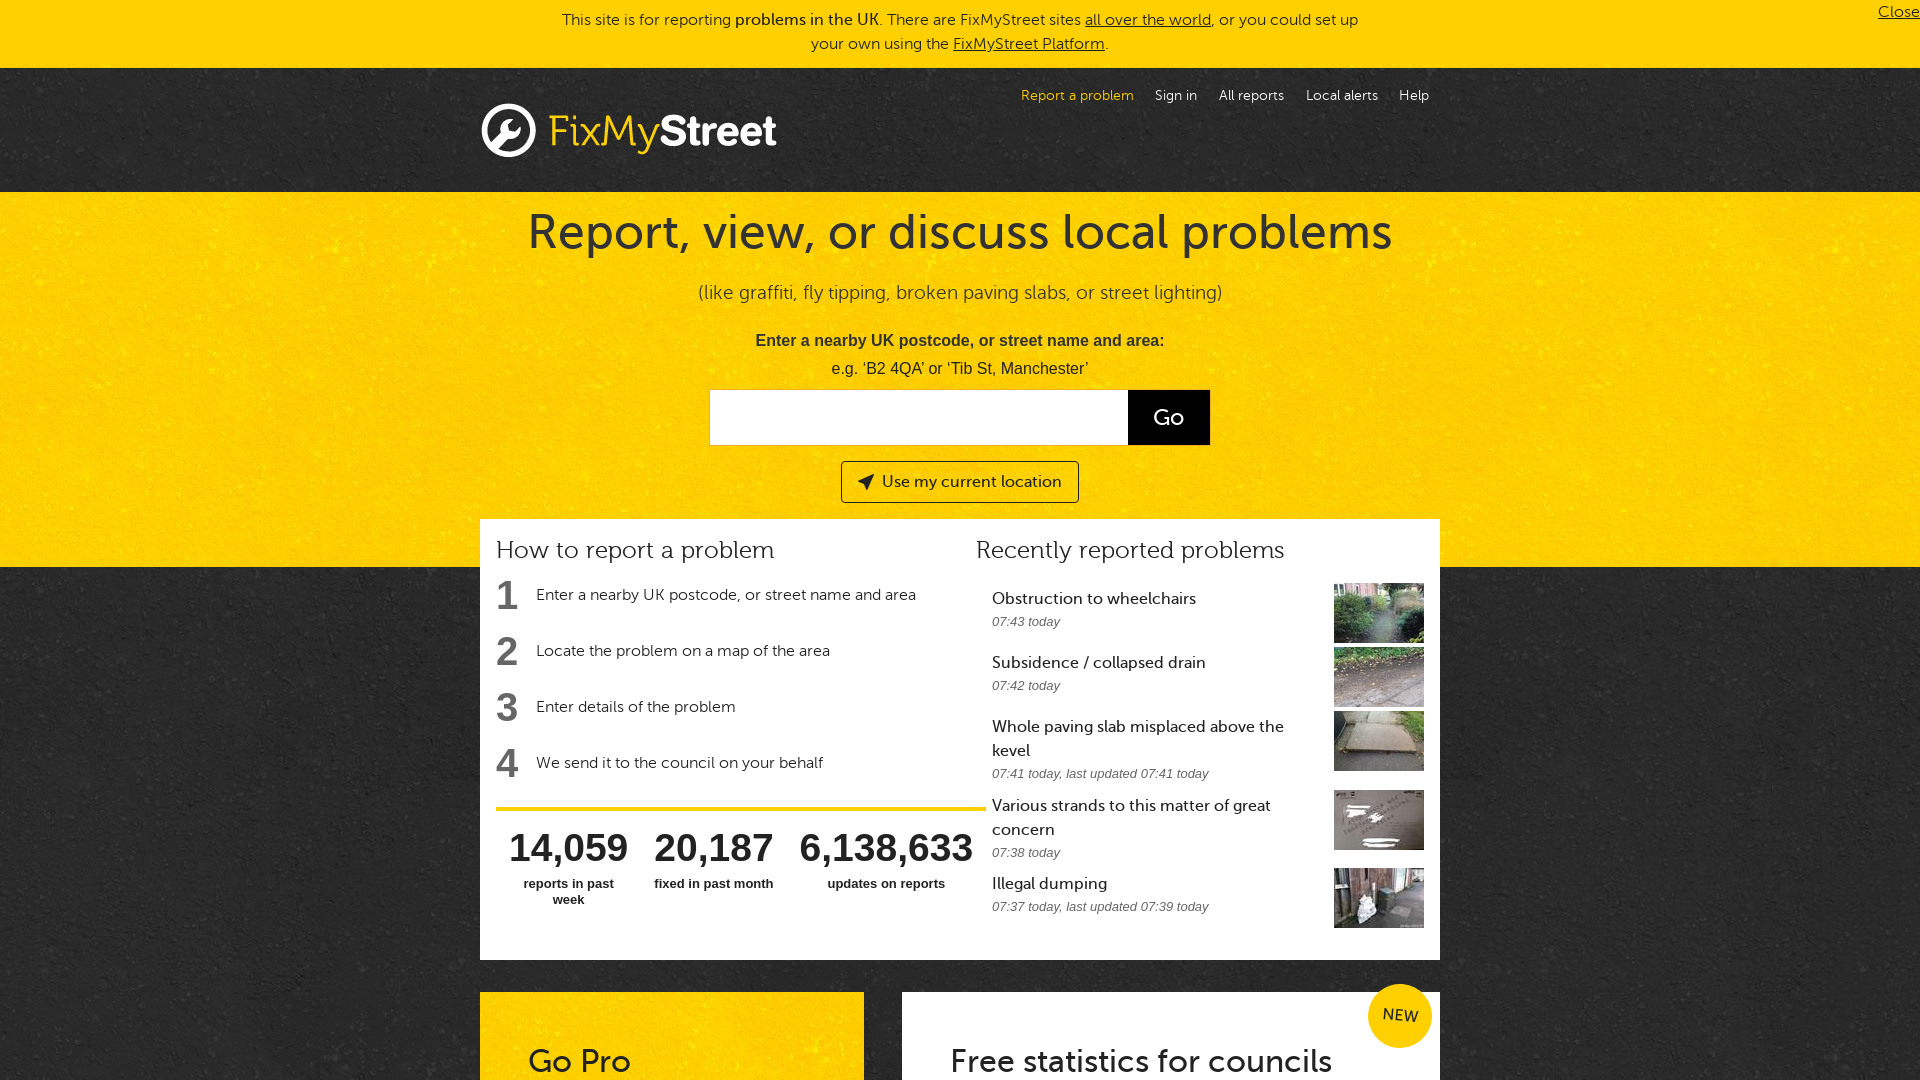 This site is for reporting problems in the UK. There are FixMyStreet sites all over the world, or you could set up
your own using the FixMyStreet Platform.
Close
Report a problem
Sign in
All reports
Local alerts
Help
FixMyStreet
Report, view, or discuss local problems
(like graffiti, fly tipping, broken paving slabs, or street lighting)
Enter a nearby UK postcode, or street name and area:
e.g. ‘B2 4QA’ or ‘Tib St, Manchester’
Go
Use my current location
How to report a problem
1 Enter a nearby UK postcode, or street name and area
2 Locate the problem on a map of the area
3 Enter details of the problem
4 We send it to the council on your behalf
14,059
reports in past
week
20,187
fixed in past month
6,138,633
updates on reports
Recently reported problems
Obstruction to wheelchairs
07:43 today
Subsidence / collapsed drain
07:42 today
Whole paving slab misplaced above the
kevel
07:41 today, last updated 07:41 today
Various strands to this matter of great
concern
07:38 today
Illegal dumping
07:37 today, last updated 07:39 today
Go Pro
NEW
Free statistics for councils